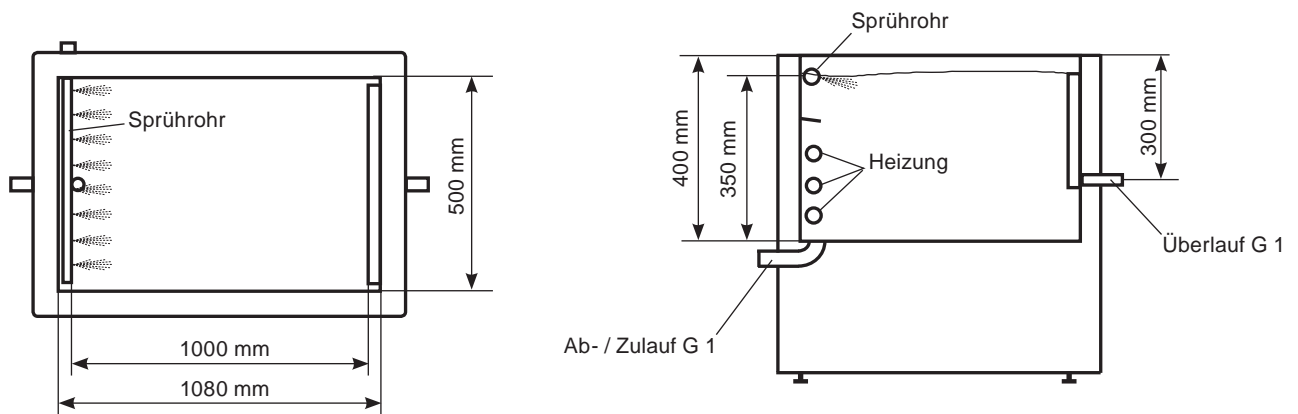 Sprührohr
500 mm
1000 mm
1080 mm
Sprührohr
400 mm
350 mm
Heizung
300 mm
Überlauf G 1
Ab- / Zulauf G 1